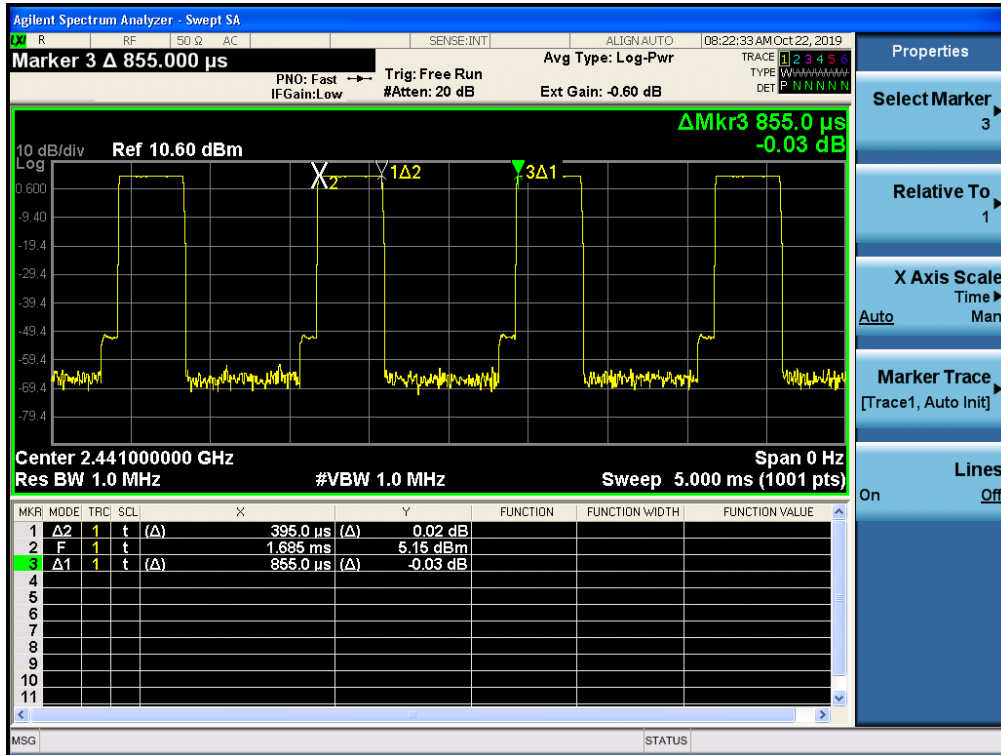 Agilent Spectrum Analyzer - Swept SA
LXI R RF 50 Ω AC SENSE:INT ALIGN AUTO 08:22:33 AM Oct 22, 2019
Marker 3 Δ 855.000 µs
PNO: Fast
IFGain:Low
Trig: Free Run
#Atten: 20 dB
Avg Type: Log-Pwr
Ext Gain: -0.60 dB
TRACE 1 2 3 4 5 6
TYPE W
DET P N N N N N
ΔMkr3 855.0 µs
-0.03 dB
10 dB/div Ref 10.60 dBm
Log
0.600
-9.40
-19.4
-29.4
-39.4
-49.4
-59.4
-69.4
-79.4
X2
1Δ2
3Δ1
Center 2.441000000 GHz Span 0 Hz
Res BW 1.0 MHz #VBW 1.0 MHz Sweep 5.000 ms (1001 pts)
MKR MODE TRC SCL X Y FUNCTION FUNCTION WIDTH FUNCTION VALUE
1 Δ2 1 t (Δ) 395.0 µs (Δ) 0.02 dB
2 F 1 t 1.685 ms 5.15 dBm
3 Δ1 1 t (Δ) 855.0 µs (Δ) -0.03 dB
4
5
6
7
8
9
10
11
MSG STATUS
Properties
Select Marker
3
Relative To
1
X Axis Scale
Time
Auto Man
Marker Trace
[Trace1, Auto Init]
Lines
On Off